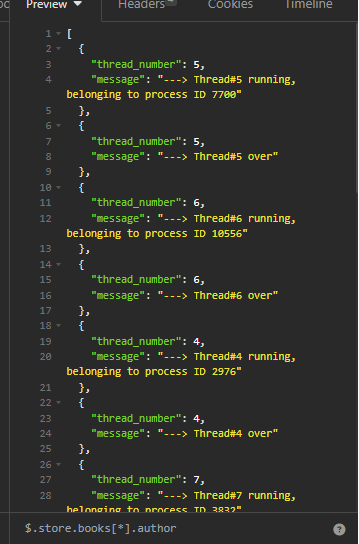 Preview Headers Cookies Timeline
1 [
2 {
3 "thread_number": 5,
4 "message": "---> Thread#5 running,
belonging to process ID 7700"
5 },
6 {
7 "thread_number": 5,
8 "message": "---> Thread#5 over"
9 },
10 {
11 "thread_number": 6,
12 "message": "---> Thread#6 running,
belonging to process ID 10556"
13 },
14 {
15 "thread_number": 6,
16 "message": "---> Thread#6 over"
17 },
18 {
19 "thread_number": 4,
20 "message": "---> Thread#4 running,
belonging to process ID 2976"
21 },
22 {
23 "thread_number": 4,
24 "message": "---> Thread#4 over"
25 },
26 {
27 "thread_number": 7,
28 "message": "---> Thread#7 running,
belonging to process ID 3832"
$.store.books[*].author ?